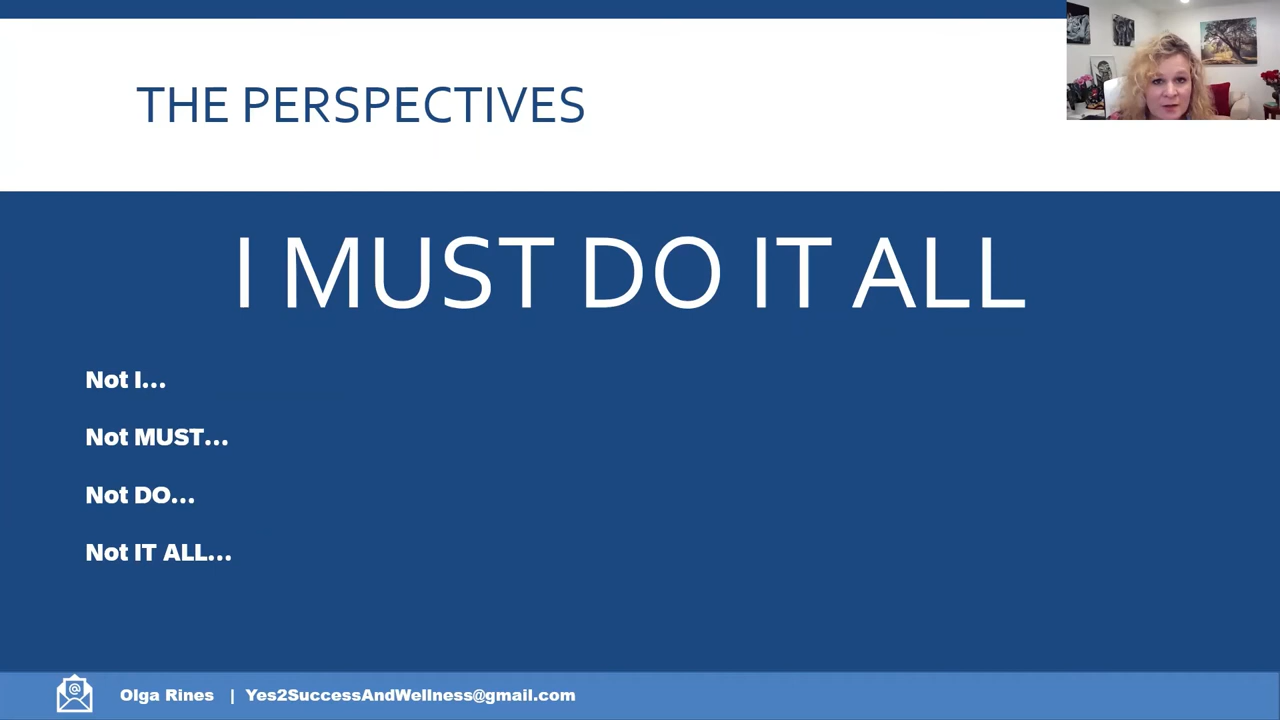 THE PERSPECTIVES
I MUST DO IT ALL
Not I...
Not MUST...
Not DO...
Not IT ALL...
Olga Rines | Yes2SuccessAndWellness@gmail.com